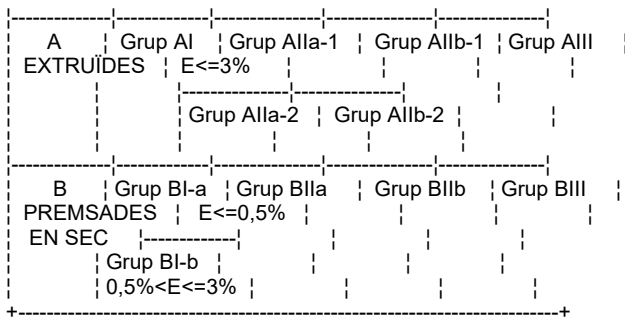 A Grup AI Grup AIIa-1 Grup AIIb-1 Grup AIII
EXTRUÏDES E<=3%
Grup AIIa-2 Grup AIIb-2
B Grup BI-a Grup BIIa Grup BIIb Grup BIII
PREMSADES E<=0,5%
EN SEC
Grup BI-b
0,5%<E<=3%